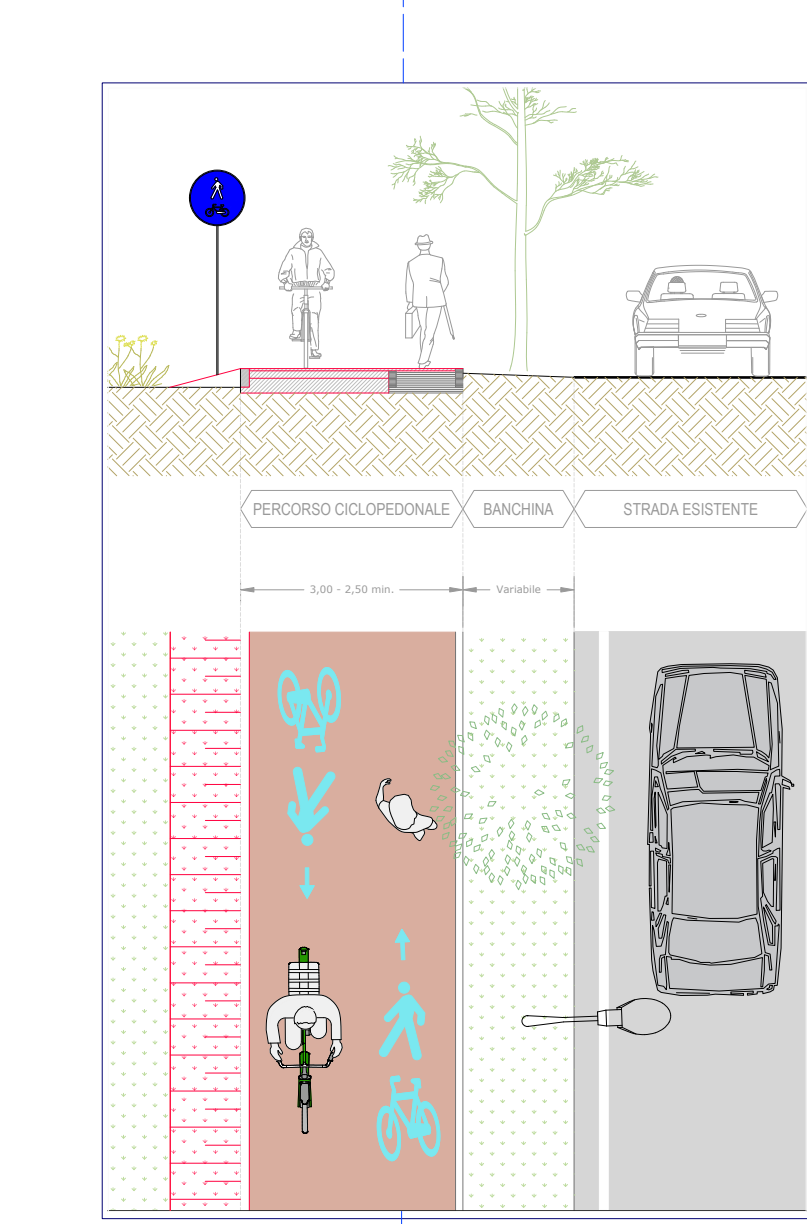 PERCORSO CICLOPEDONALE BANCHINA STRADA ESISTENTE
3,00 - 2,50 min. Variabile